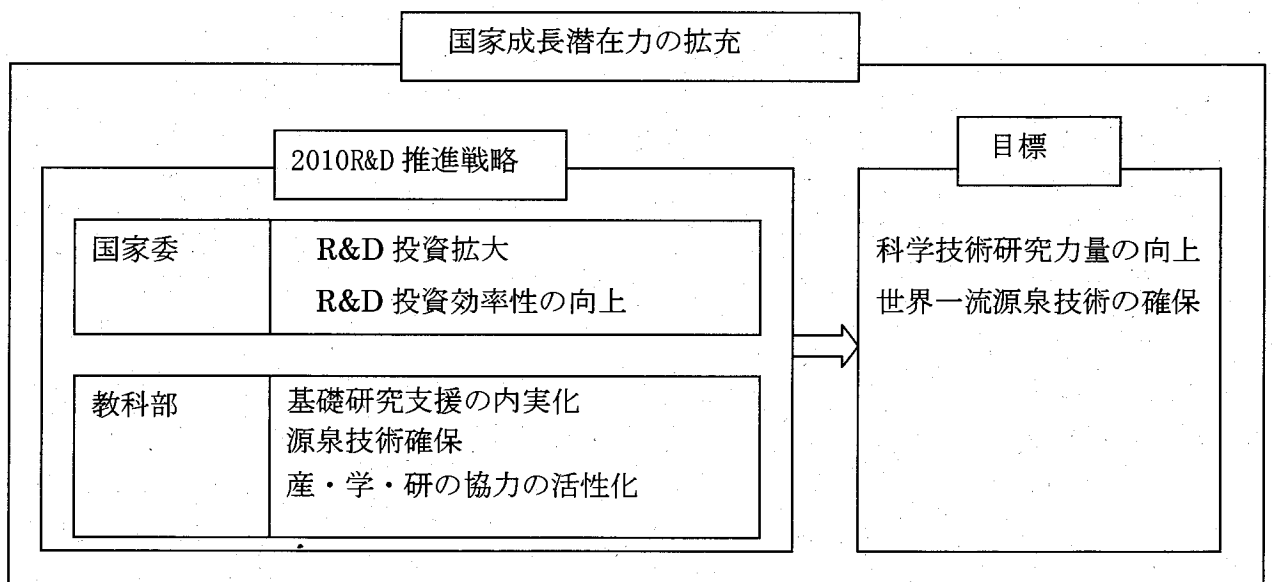 国家成長潜在力の拡充
2010R&D 推進戦略
国家委
R&D 投資拡大
R&D 投資効率性の向上
教科部
基礎研究支援の内実化
源泉技術確保
産・学・研の協力の活性化
目標
科学技術研究力量の向上
世界一流源泉技術の確保